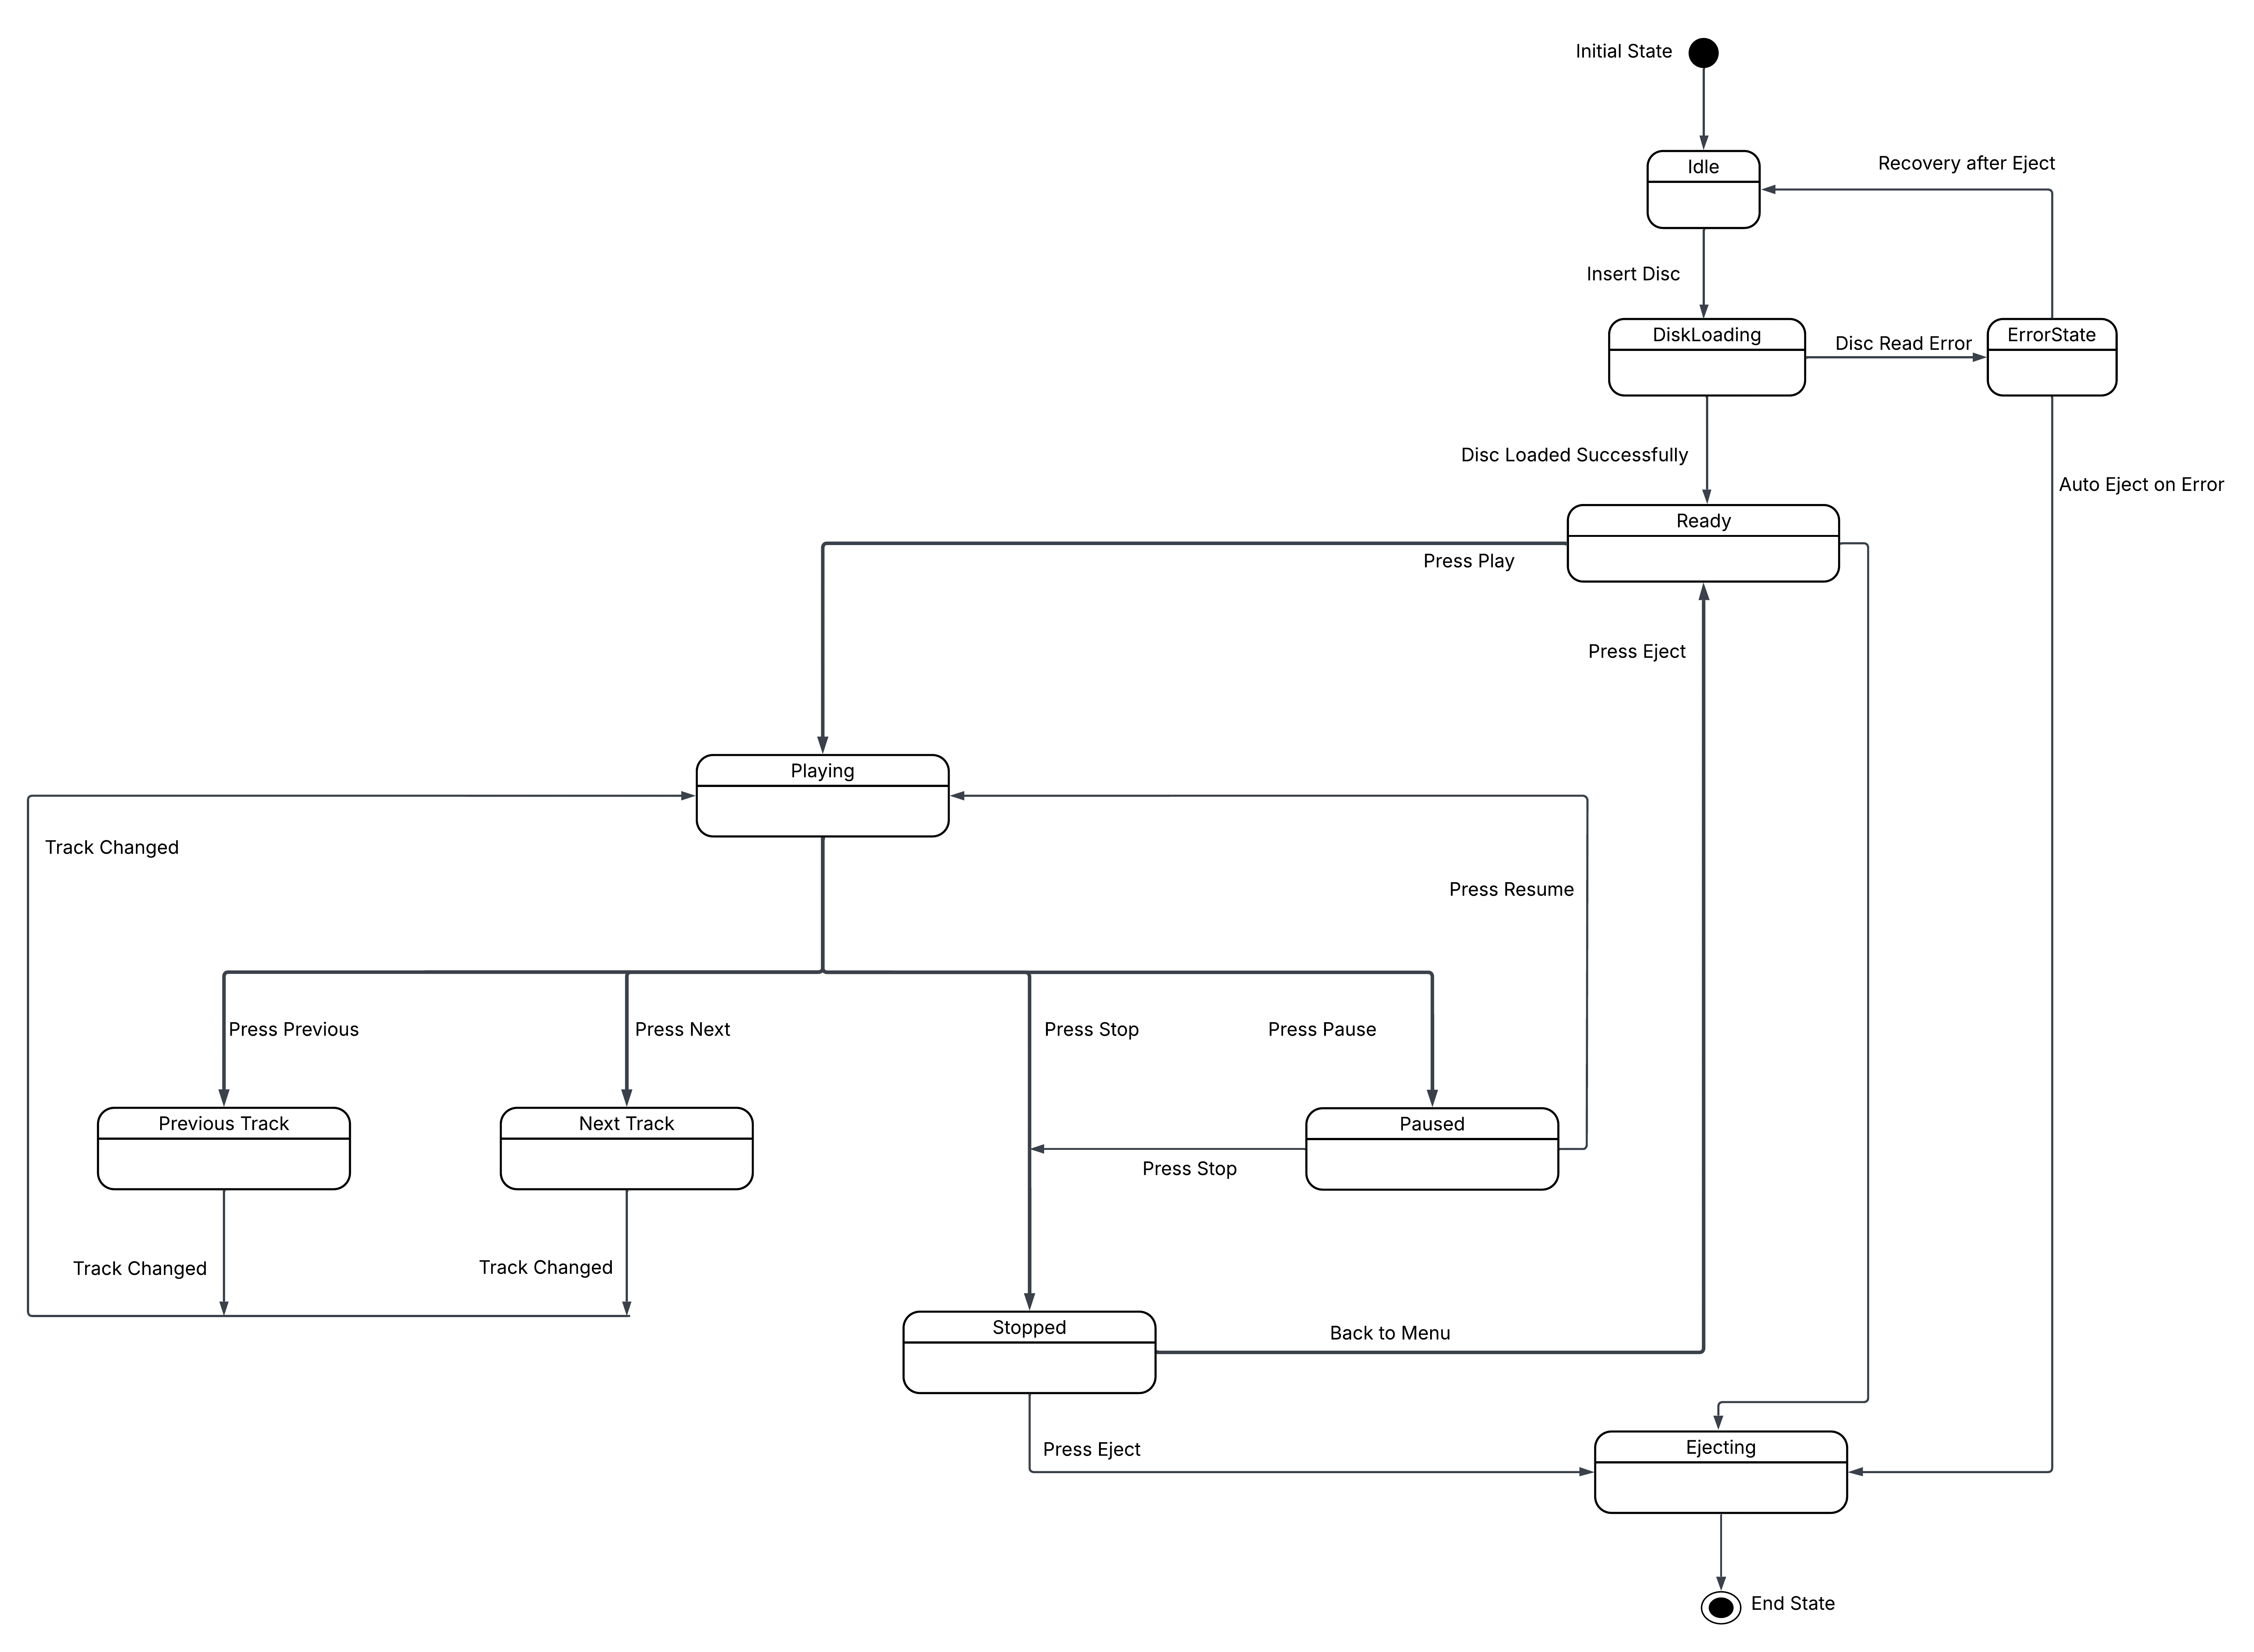 Initial State
Idle
Recovery after Eject
Insert Disc
DiskLoading
Disc Read Error
ErrorState
Disc Loaded Successfully
Auto Eject on Error
Ready
Press Play
Press Eject
Playing
Track Changed
Press Resume
Press Previous
Press Next
Press Stop
Press Pause
Previous Track
Next Track
Paused
Press Stop
Track Changed
Track Changed
Stopped
Back to Menu
Press Eject
Ejecting
End State